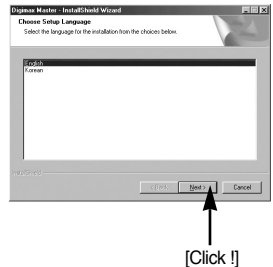 Digimax Master - InstallShield Wizard
Choose Setup Language
Select the language for the installation from the choices below.
English
Korean
InstallShield
< Back
Next >
Cancel
[Click !]